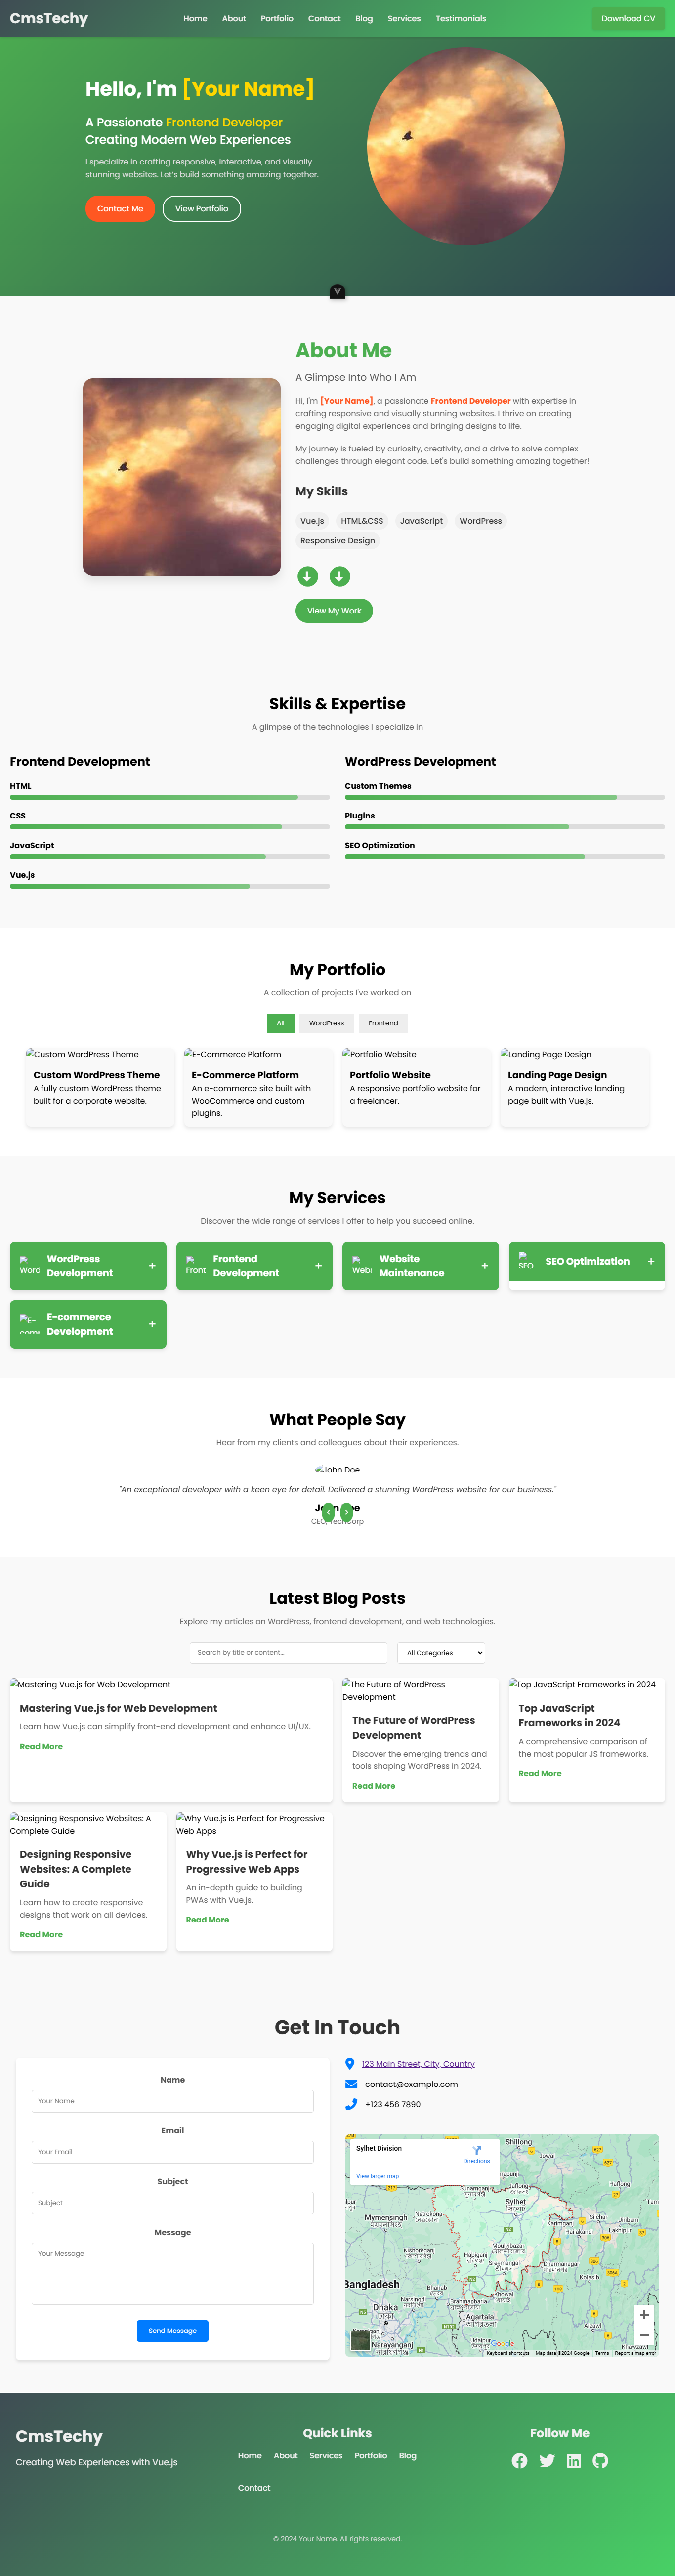 CmsTechy
Home About Portfolio Contact Blog Services Testimonials
Download CV
Hello, I'm [Your Name]
A Passionate Frontend Developer
Creating Modern Web Experiences
I specialize in crafting responsive, interactive, and visually
stunning websites. Let's build something amazing together.
Contact Me
View Portfolio
About Me
A Glimpse Into Who I Am
Hi, I'm [Your Name], a passionate Frontend Developer with expertise in
crafting responsive and visually stunning websites. I thrive on creating
engaging digital experiences and bringing designs to life.
My journey is fueled by curiosity, creativity, and a drive to solve complex
challenges through elegant code. Let's build something amazing together!
My Skills
Vue.js HTML&CSS JavaScript WordPress
Responsive Design
View My Work
Skills & Expertise
A glimpse of the technologies I specialize in
Frontend Development
HTML
CSS
JavaScript
Vue.js
WordPress Development
Custom Themes
Plugins
SEO Optimization
My Portfolio
A collection of projects I've worked on
All WordPress Frontend
Custom WordPress Theme
Custom WordPress Theme
A fully custom WordPress theme
built for a corporate website.
E-Commerce Platform
E-Commerce Platform
An e-commerce site built with
WooCommerce and custom
plugins.
Portfolio Website
Portfolio Website
A responsive portfolio website for
a freelancer.
Landing Page Design
Landing Page Design
A modern, interactive landing
page built with Vue.js.
My Services
Discover the wide range of services I offer to help you succeed online.
WordPress
Development
+
Front
Frontend
Development
+
Website
Maintenance
+
SEO
SEO Optimization
+
E-commerce
Development
+
What People Say
Hear from my clients and colleagues about their experiences.
John Doe
"An exceptional developer with a keen eye for detail. Delivered a stunning WordPress website for our business."
Latest Blog Posts
Explore my articles on WordPress, frontend development, and web technologies.
Search by title or content...
All Categories
Mastering Vue.js for Web Development
Mastering Vue.js for Web Development
Learn how Vue.js can simplify front-end development and enhance UI/UX.
Read More
The Future of WordPress
Development
The Future of WordPress
Development
Discover the emerging trends and
tools shaping WordPress in 2024.
Read More
Top JavaScript Frameworks in 2024
Top JavaScript
Frameworks in 2024
A comprehensive comparison of
the most popular JS frameworks.
Read More
Designing Responsive Websites: A
Complete Guide
Designing Responsive
Websites: A Complete
Guide
Learn how to create responsive
designs that work on all devices.
Read More
Why Vue.js is Perfect for Progressive
Web Apps
Why Vue.js is Perfect for
Progressive Web Apps
An in-depth guide to building
PWAs with Vue.js.
Read More
Get In Touch
Name
Your Name
Email
Your Email
Subject
Subject
Message
Your Message
Send Message
123 Main Street, City, Country
contact@example.com
+123 456 7890
Sylhet Division
Directions
View larger map
Shillong
Sylhet
Mymensingh
Netrokona
Kishoreganj
Habiganj
Moulvibazar
Karimganj
Silchar
Imphal
Bangladesh
Dhaka
Narayanganj
Agartala
Udaipur
Aizawl
Google
Keyboard shortcuts Map data ©2024 Google Terms Report a map error
CmsTechy
Creating Web Experiences with Vue.js
Quick Links
Home About Services Portfolio Blog
Contact
Follow Me
© 2024 Your Name. All rights reserved.